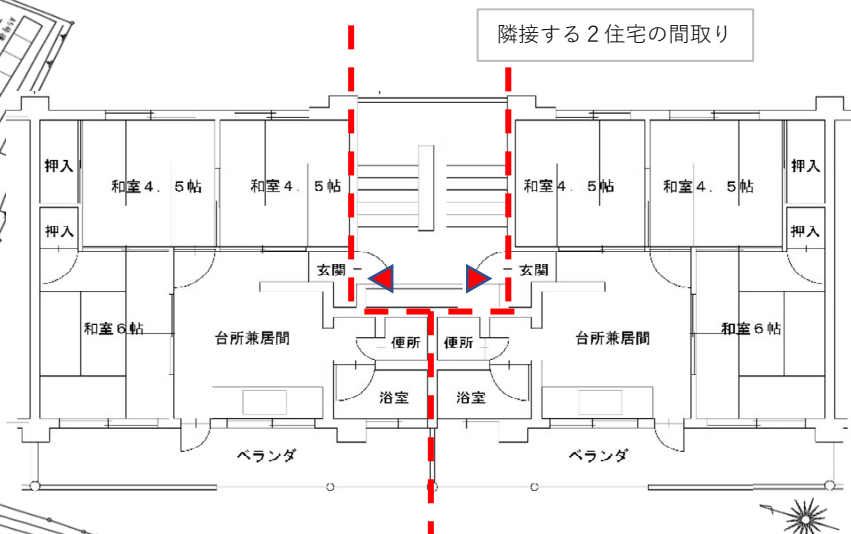 隣接する２住宅の間取り
押入
和室４．５帖
和室４．５帖
和室４．５帖
和室４．５帖
押入
押入
押入
玄関
玄関
和室６帖
台所兼居間
便所
便所
台所兼居間
和室６帖
浴室
浴室
ベランダ
ベランダ